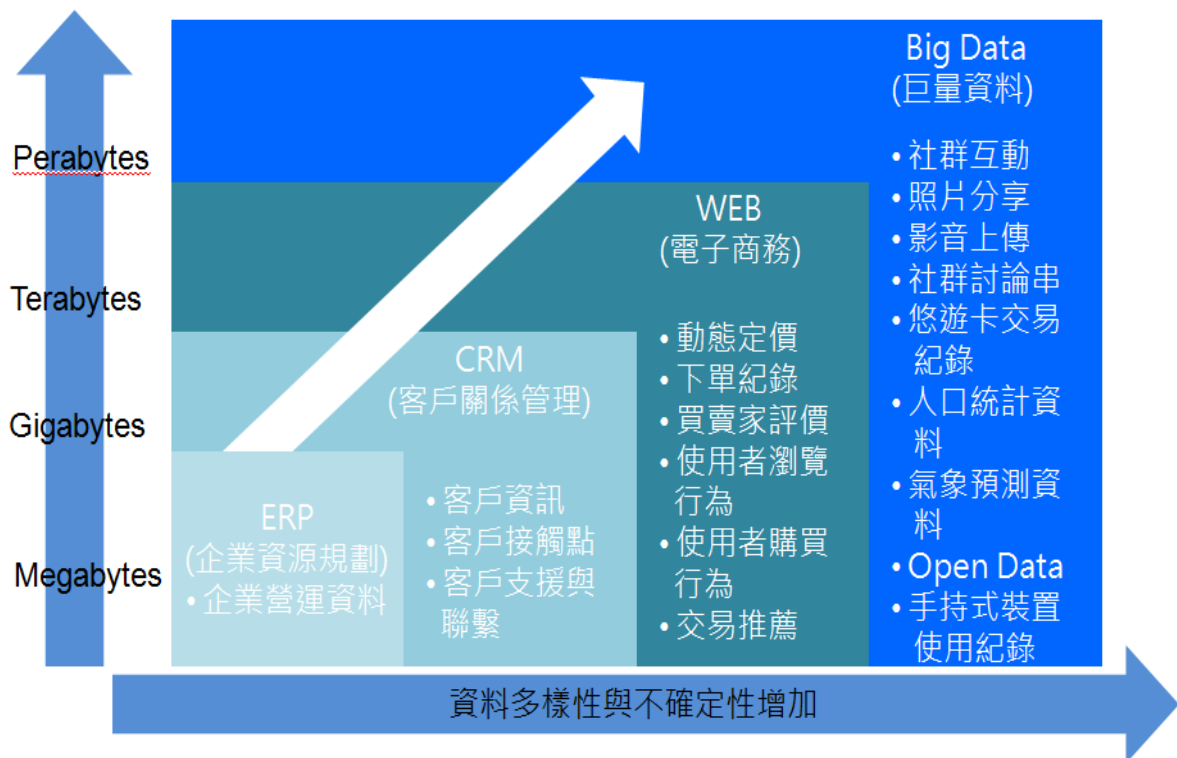 Perabytes
Terabytes
Gigabytes
Megabytes
Big Data
(巨量資料)
• 社群互動
• 照片分享
• 影音上傳
• 社群討論串
• 悠遊卡交易
紀錄
• 人口統計資
料
• 氣象預測資
料
• Open Data
• 手持式裝置
使用紀錄
WEB
(電子商務)
• 動態定價
• 下單紀錄
• 買賣家評價
• 使用者瀏覽
行為
• 使用者購買
行為
• 交易推薦
CRM
(客戶關係管理)
• 客戶資訊
• 客戶接觸點
• 客戶支援與
聯繫
ERP
(企業資源規劃)
• 企業營運資料
資料多樣性與不確定性增加